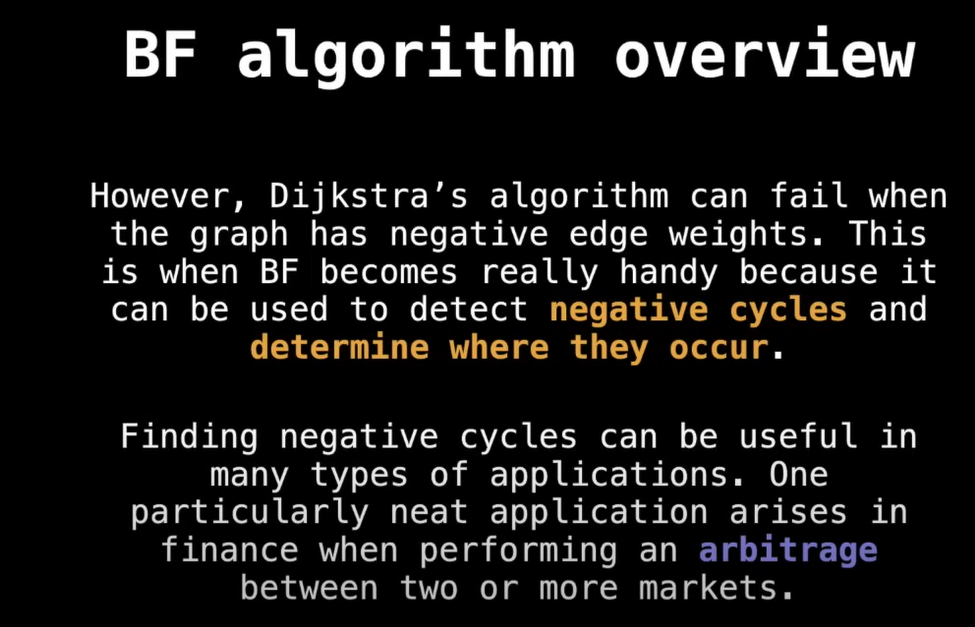 BF algorithm overview
However, Dijkstra’s algorithm can fail when
the graph has negative edge weights. This
is when BF becomes really handy because it
can be used to detect negative cycles and
determine where they occur.
Finding negative cycles can be useful in
many types of applications. One
particularly neat application arises in
finance when performing an arbitrage
between two or more markets.